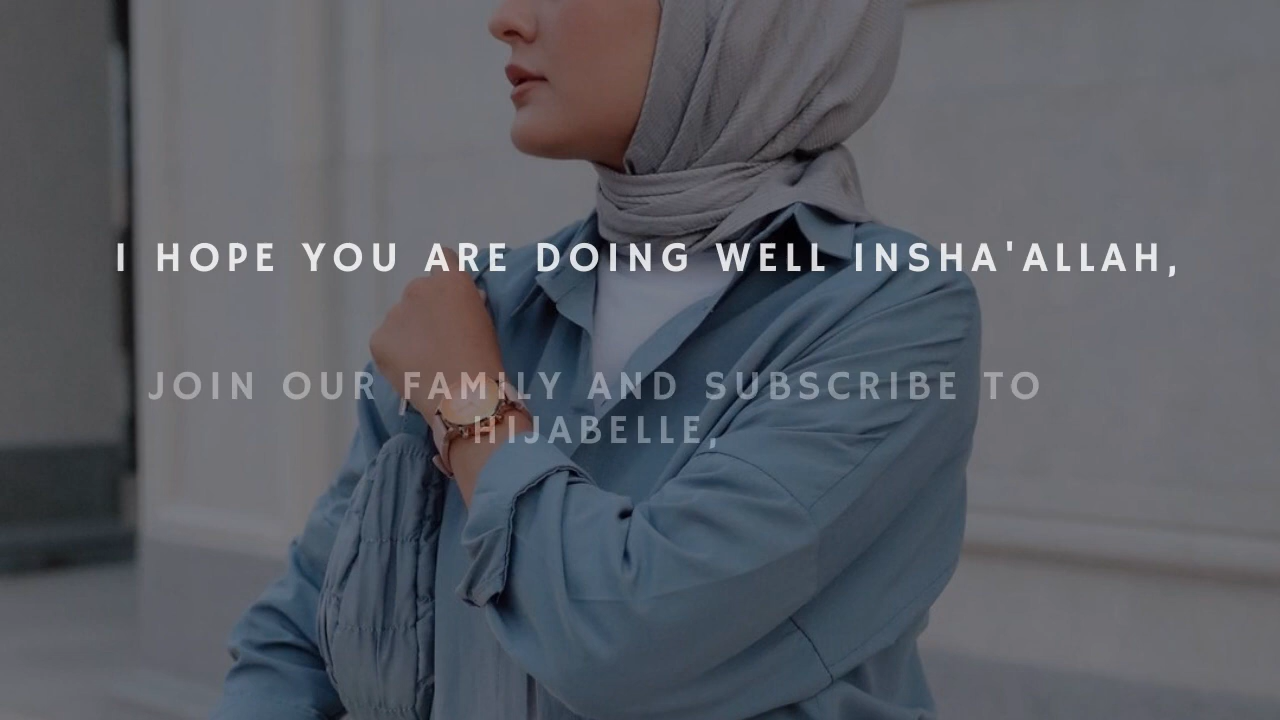 I HOPE YOU ARE DOING WELL INSHA'ALLAH,
JOIN OUR FAMILY AND SUBSCRIBE TO
HIJABELLE,